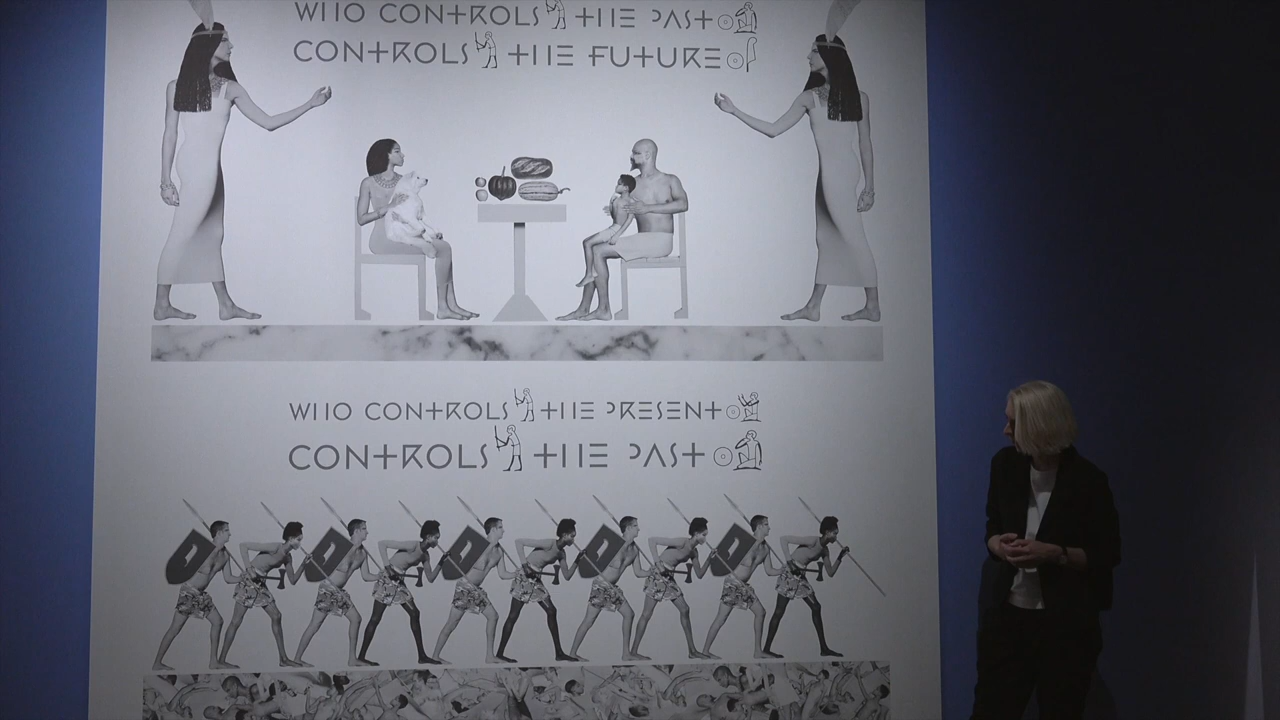 WHO CONTROLS THE PAST
CONTROLS THE FUTURE
WHO CONTROLS THE PRESENT
CONTROLS THE PAST